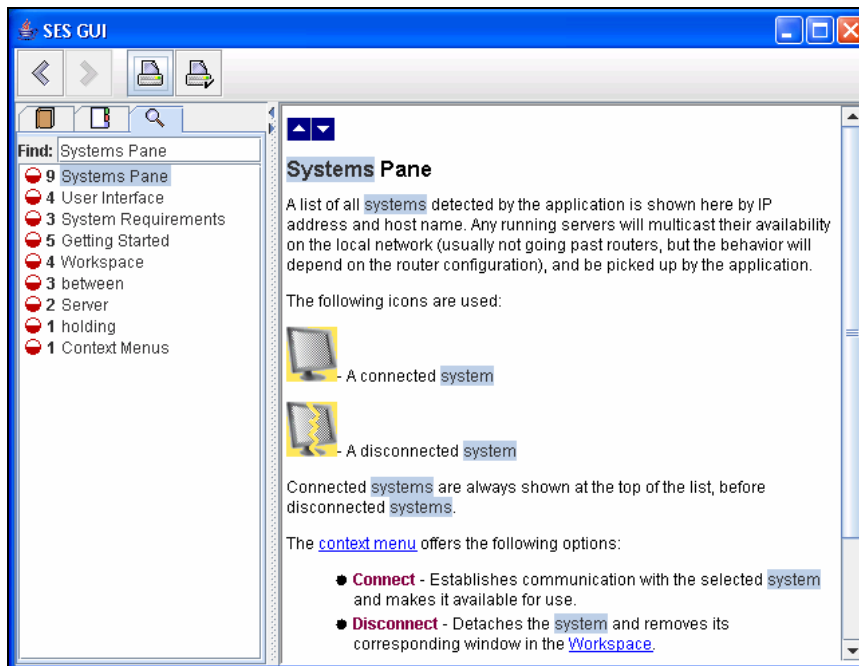 SES GUI
Find: Systems Pane
9 Systems Pane
4 User Interface
3 System Requirements
5 Getting Started
4 Workspace
3 between
2 Server
1 holding
1 Context Menus
Systems Pane
A list of all systems detected by the application is shown here by IP
address and host name. Any running servers will multicast their availability
on the local network (usually not going past routers, but the behavior will
depend on the router configuration), and be picked up by the application.
The following icons are used:
- A connected system
- A disconnected system
Connected systems are always shown at the top of the list, before
disconnected systems.
The context menu offers the following options:
● Connect - Establishes communication with the selected system
and makes it available for use.
● Disconnect - Detaches the system and removes its
corresponding window in the Workspace.